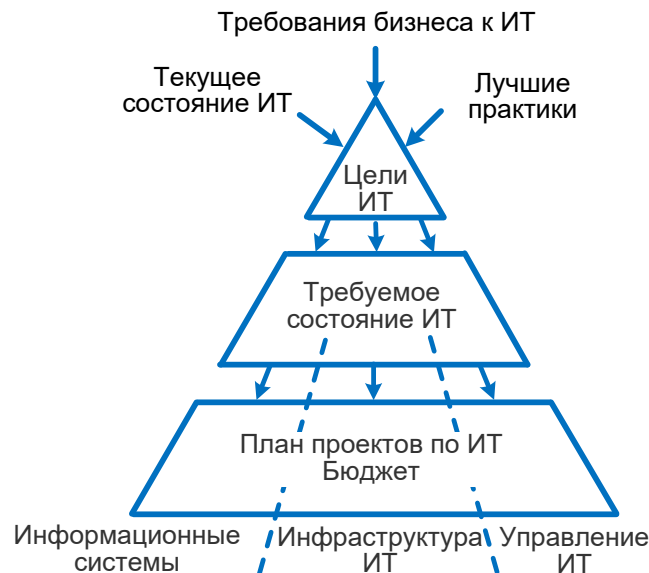 Требования бизнеса к ИТ
Текущее
состояние ИТ
Лучшие
практики
Цели
ИТ
Требуемое
состояние ИТ
План проектов по ИТ
Бюджет
Информационные
системы
Инфраструктура
ИТ
Управление
ИТ